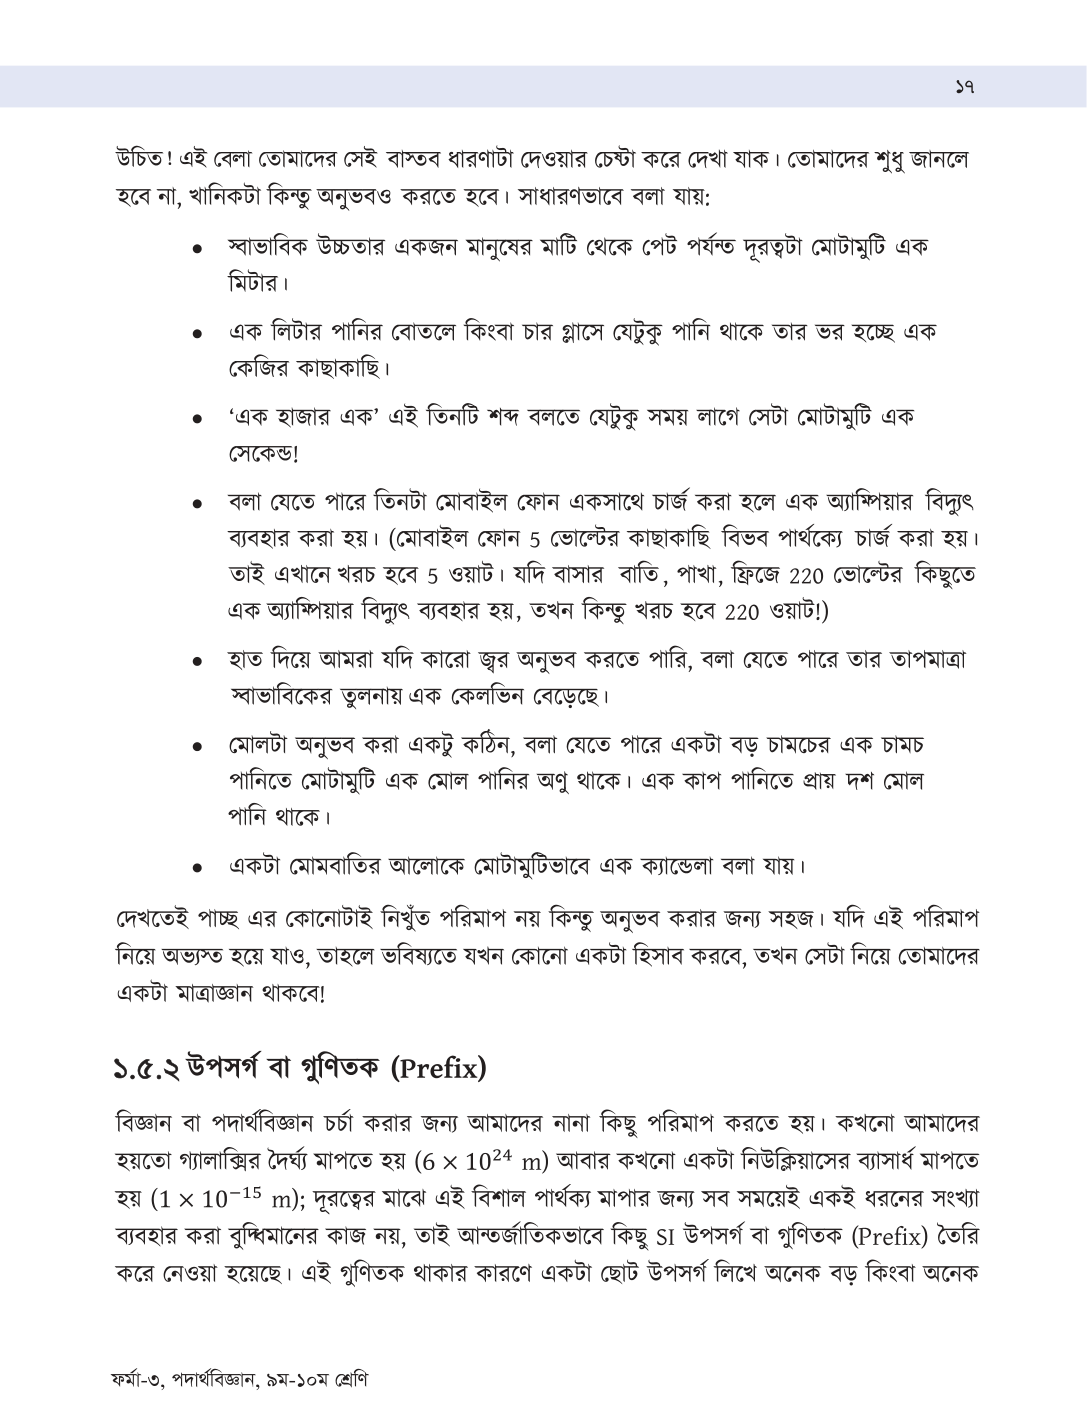 ১৭
উচিত! এই বেলা তোমাদের সেই বাস্তব ধারণাটা দেওয়ার চেষ্টা করে দেখা যাক। তোমাদের শুধু জানলে
হবে না, খানিকটা কিন্তু অনুভবও করতে হবে। সাধারণভাবে বলা যায়:
● স্বাভাবিক উচ্চতার একজন মানুষের মাটি থেকে পেট পর্যন্ত দূরত্বটা মোটামুটি এক
মিটার।
● এক লিটার পানির বোতলে কিংবা চার গ্লাসে যেটুকু পানি থাকে তার ভর হচ্ছে এক
কেজির কাছাকাছি।
● ‘এক হাজার এক’ এই তিনটি শব্দ বলতে যেটুকু সময় লাগে সেটা মোটামুটি এক
সেকেন্ড!
● বলা যেতে পারে তিনটা মোবাইল ফোন একসাথে চার্জ করা হলে এক অ্যাম্পিয়ার বিদ্যুৎ
ব্যবহার করা হয়। (মোবাইল ফোন 5 ভোল্টের কাছাকাছি বিভব পার্থক্যে চার্জ করা হয়।
তাই এখানে খরচ হবে 5 ওয়াট। যদি বাসার বাতি, পাখা, ফ্রিজে 220 ভোল্টের কিছুতে
এক অ্যাম্পিয়ার বিদ্যুৎ ব্যবহার হয়, তখন কিন্তু খরচ হবে 220 ওয়াট!)
● হাত দিয়ে আমরা যদি কারো জ্বর অনুভব করতে পারি, বলা যেতে পারে তার তাপমাত্রা
স্বাভাবিকের তুলনায় এক কেলভিন বেড়েছে।
● মোলটা অনুভব করা একটু কঠিন, বলা যেতে পারে একটা বড় চামচের এক চামচ
পানিতে মোটামুটি এক মোল পানির অণু থাকে। এক কাপ পানিতে প্রায় দশ মোল
পানি থাকে।
● একটা মোমবাতির আলোকে মোটামুটিভাবে এক ক্যান্ডেলা বলা যায়।
দেখতেই পাচ্ছ এর কোনোটাই নিখুঁত পরিমাপ নয় কিন্তু অনুভব করার জন্য সহজ। যদি এই পরিমাপ
নিয়ে অভ্যস্ত হয়ে যাও, তাহলে ভবিষ্যতে যখন কোনো একটা হিসাব করবে, তখন সেটা নিয়ে তোমাদের
একটা মাত্রাজ্ঞান থাকবে!
১.৫.২ উপসর্গ বা গুণিতক (Prefix)
বিজ্ঞান বা পদার্থবিজ্ঞান চর্চা করার জন্য আমাদের নানা কিছু পরিমাপ করতে হয়। কখনো আমাদের
হয়তো গ্যালাক্সির দৈর্ঘ্য মাপতে হয় (6 × 10²⁴ m) আবার কখনো একটা নিউক্লিয়াসের ব্যাসার্ধ মাপতে
হয় (1 × 10⁻¹⁵ m); দূরত্বের মাঝে এই বিশাল পার্থক্য মাপার জন্য সব সময়েই একই ধরনের সংখ্যা
ব্যবহার করা বুদ্ধিমানের কাজ নয়, তাই আন্তর্জাতিকভাবে কিছু SI উপসর্গ বা গুণিতক (Prefix) তৈরি
করে নেওয়া হয়েছে। এই গুণিতক থাকার কারণে একটা ছোট উপসর্গ লিখে অনেক বড় কিংবা অনেক
ফর্মা-৩, পদার্থবিজ্ঞান, ৯ম-১০ম শ্রেণি